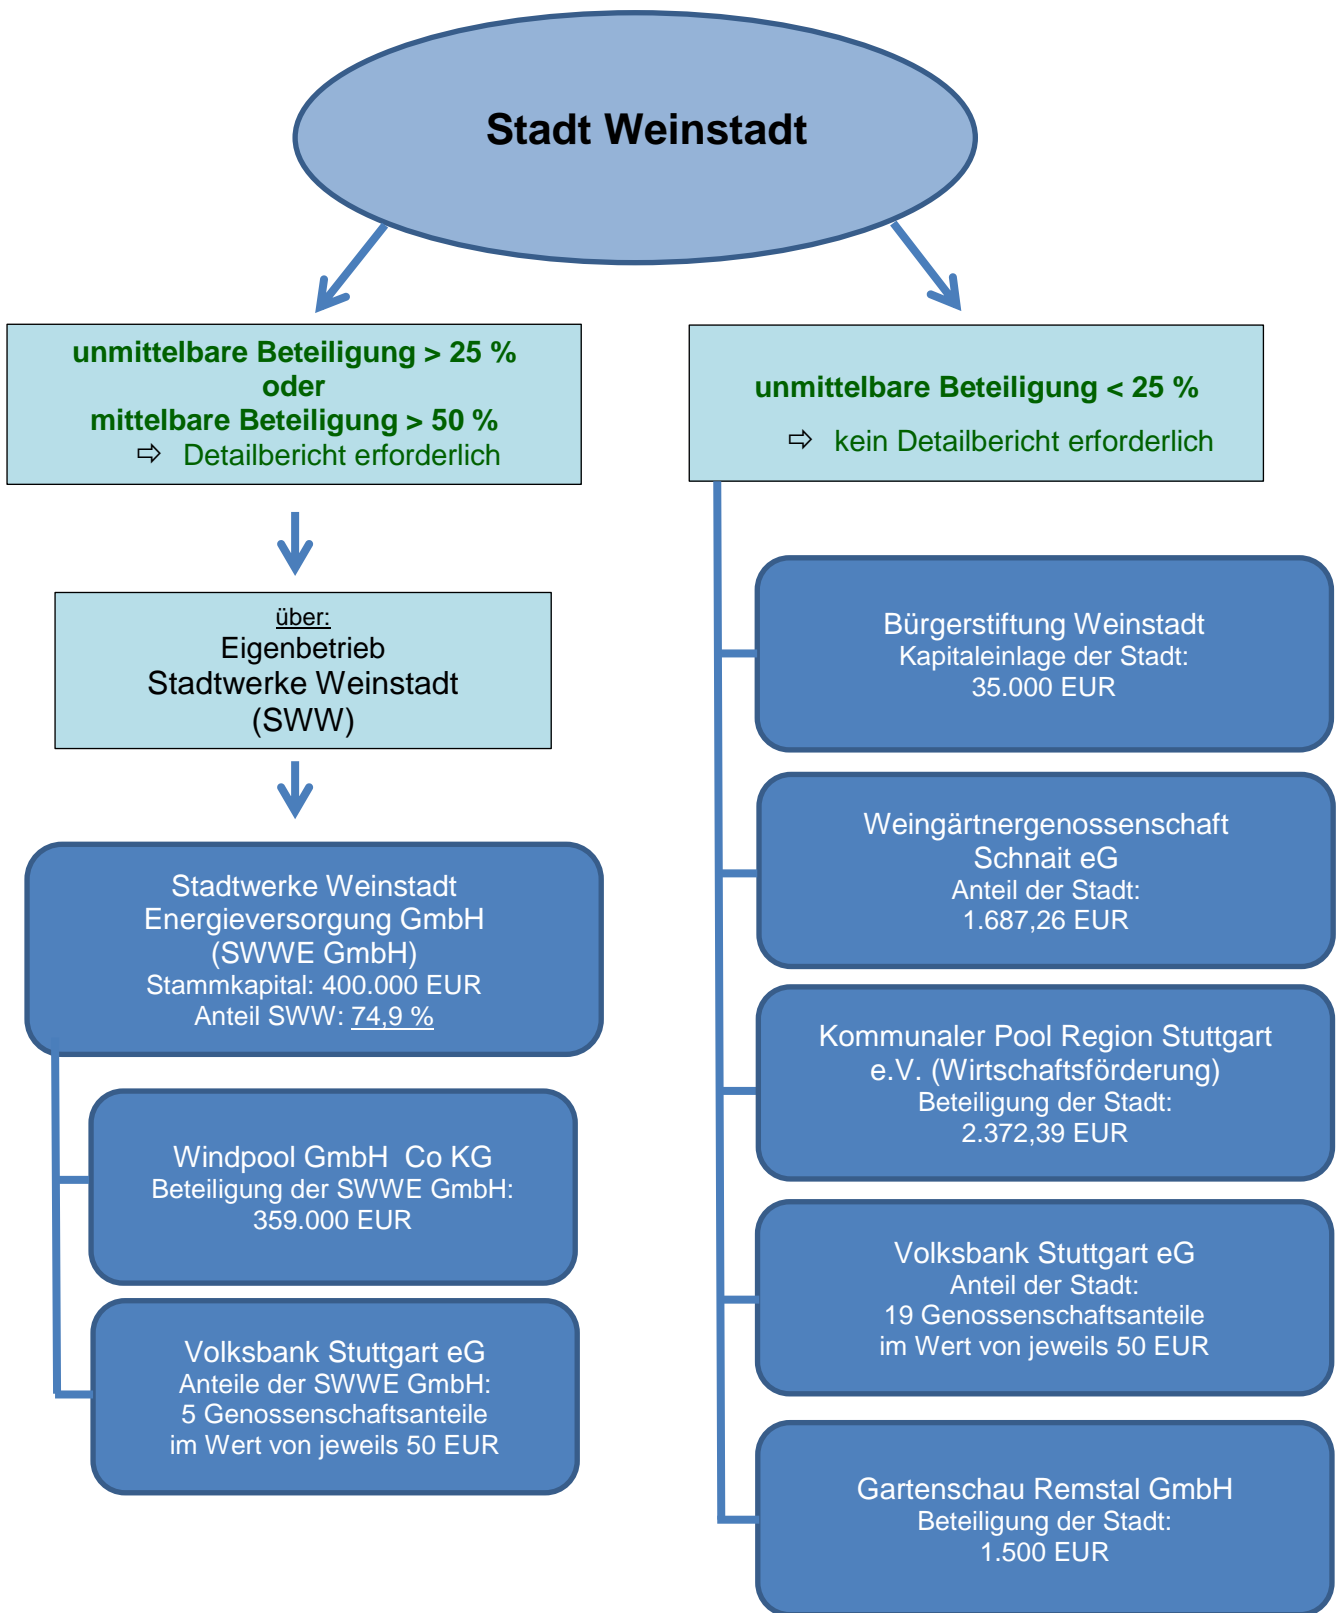 Stadt Weinstadt
unmittelbare Beteiligung > 25 %
oder
mittelbare Beteiligung > 50 %
⇨ Detailbericht erforderlich
über:
Eigenbetrieb
Stadtwerke Weinstadt
(SWW)
Stadtwerke Weinstadt
Energieversorgung GmbH
(SWWE GmbH)
Stammkapital: 400.000 EUR
Anteil SWW: 74,9 %
Windpool GmbH Co KG
Beteiligung der SWWE GmbH:
359.000 EUR
Volksbank Stuttgart eG
Anteile der SWWE GmbH:
5 Genossenschaftsanteile
im Wert von jeweils 50 EUR
unmittelbare Beteiligung < 25 %
⇨ kein Detailbericht erforderlich
Bürgerstiftung Weinstadt
Kapitaleinlage der Stadt:
35.000 EUR
Weingärtnergenossenschaft
Schnait eG
Anteil der Stadt:
1.687,26 EUR
Kommunaler Pool Region Stuttgart
e.V. (Wirtschaftsförderung)
Beteiligung der Stadt:
2.372,39 EUR
Volksbank Stuttgart eG
Anteil der Stadt:
19 Genossenschaftsanteile
im Wert von jeweils 50 EUR
Gartenschau Remstal GmbH
Beteiligung der Stadt:
1.500 EUR